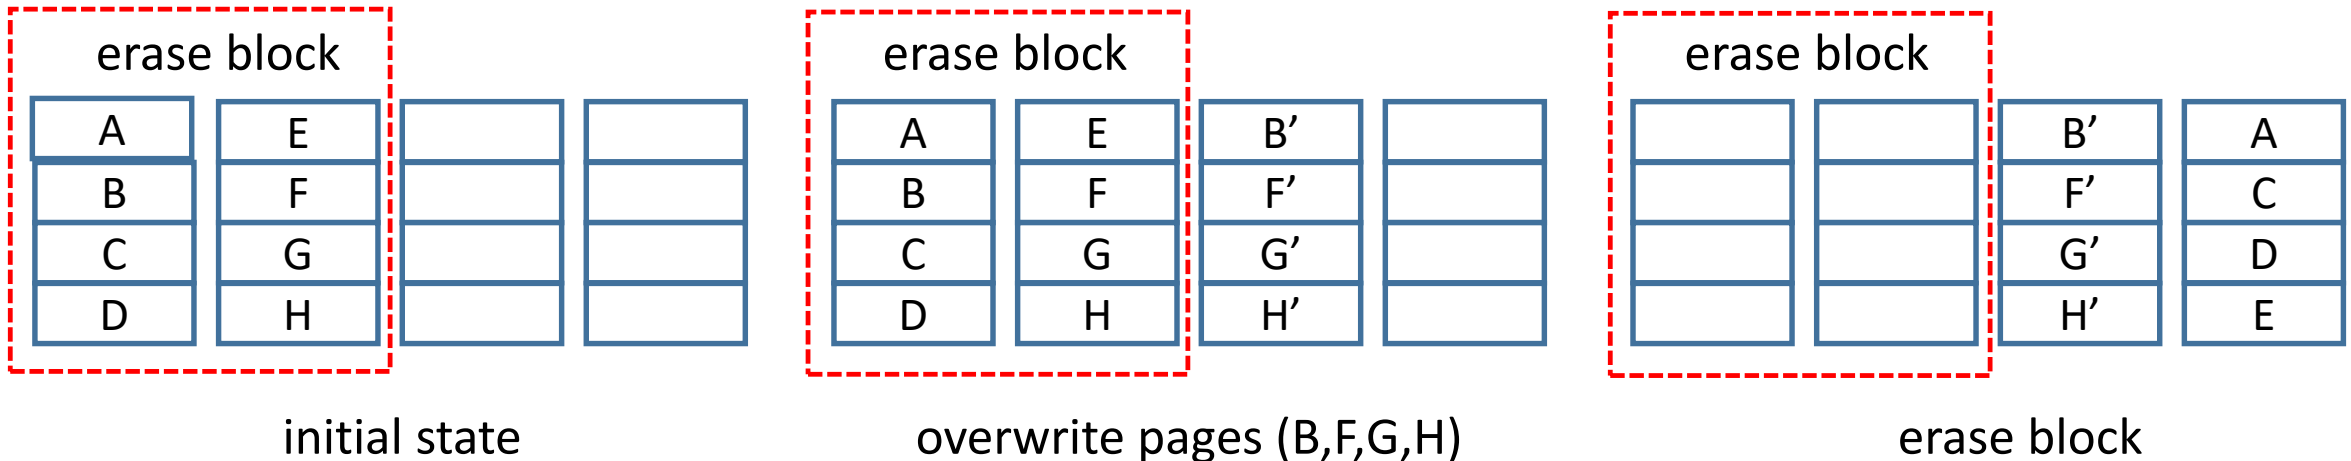 erase block
A E
B F
C G
D H
initial state
erase block
A E B’
B F F’
C G G’
D H H’
overwrite pages (B,F,G,H)
erase block
B’ A
F’ C
G’ D
H’ E
erase block